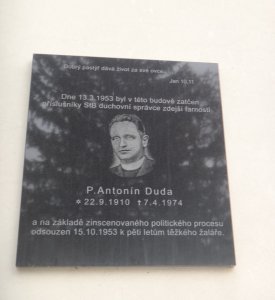 Dobrý pastýř dává život za své ovce.
Jan 10,11
Dne 13.3.1953 byl v této budově zatčen
příslušníky StB duchovní správce zdejší farnosti
P.Antonín Duda
✡ 22.9.1910 † 7.4.1974
a na základě zinscenovaného politického procesu
odsouzen 15.10.1953 k pěti letům těžkého žaláře.